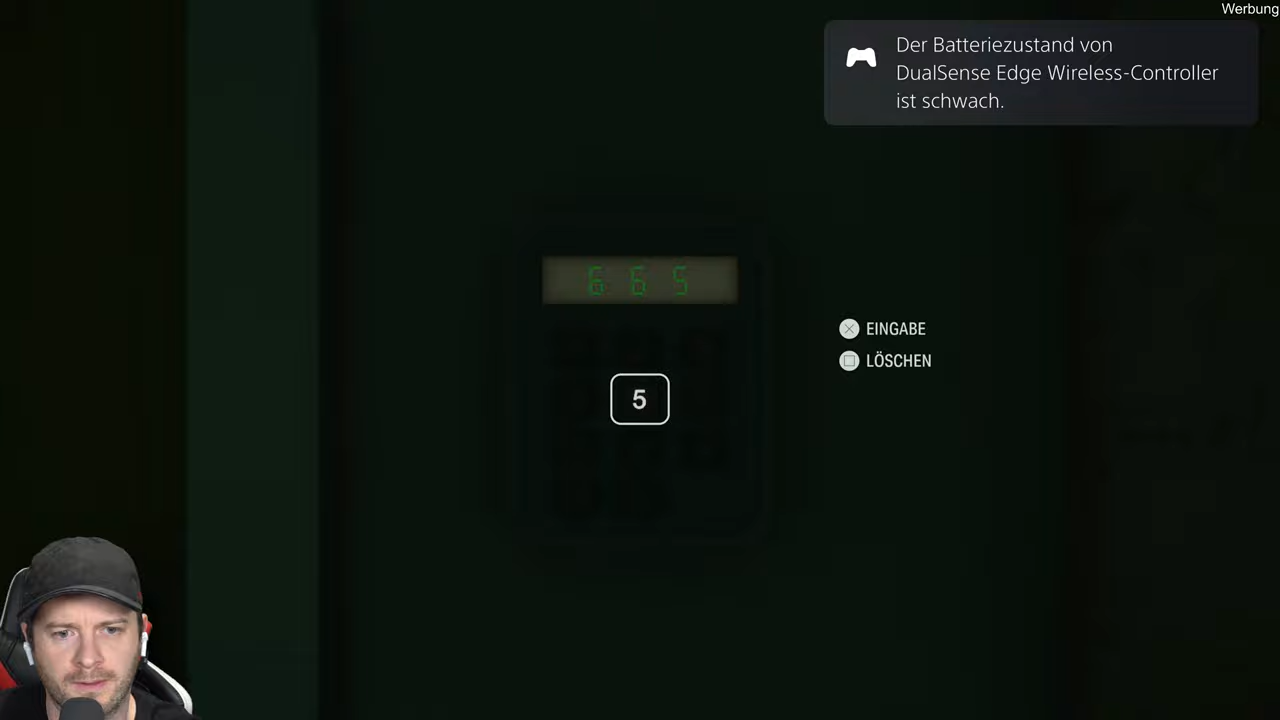 Werbung
Der Batteriezustand von
DualSense Edge Wireless-Controller
ist schwach.
6 6 5
EINGABE
LÖSCHEN
5